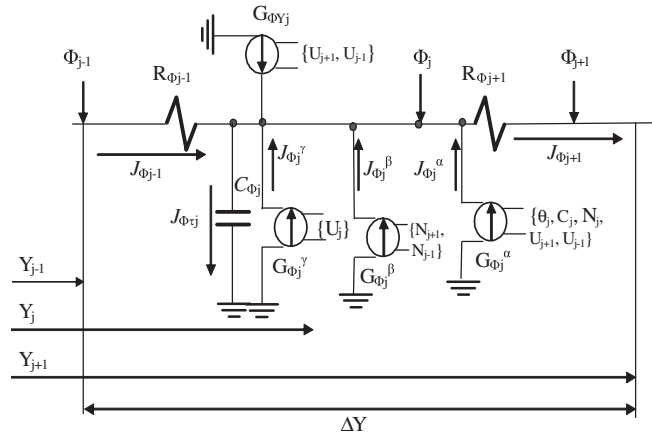 G_ΦYj
{U_j+1, U_j-1}
Φ_j-1
R_Φj-1
Φ_j
R_Φj+1
Φ_j+1
J_Φj-1
J_Φj^γ
J_Φj^β
J_Φj^α
J_Φj+1
C_Φj
J_Φτj
{U_j}
{N_j+1,
N_j-1}
{θ_j, C_j, N_j,
U_j+1, U_j-1}
G_Φj^γ
G_Φj^β
G_Φj^α
Y_j-1
Y_j
Y_j+1
ΔY